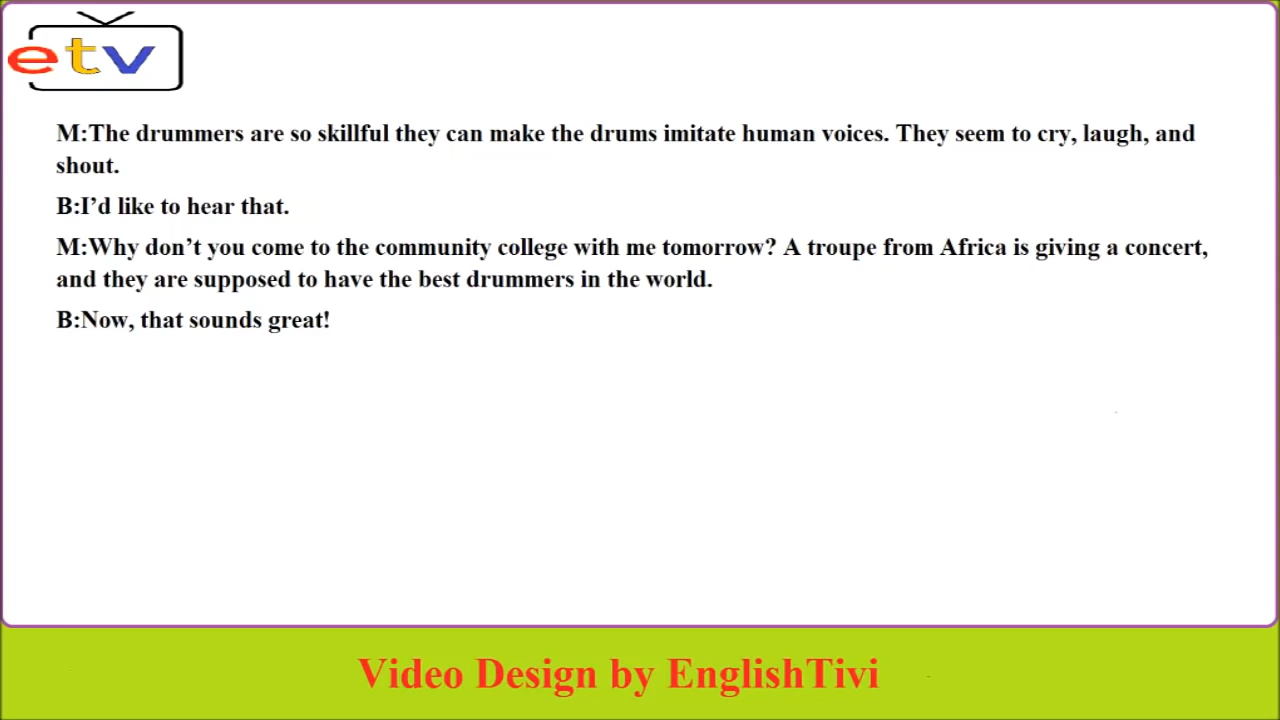 etv
M:The drummers are so skillful they can make the drums imitate human voices. They seem to cry, laugh, and
shout.
B:I’d like to hear that.
M:Why don’t you come to the community college with me tomorrow? A troupe from Africa is giving a concert,
and they are supposed to have the best drummers in the world.
B:Now, that sounds great!
Video Design by EnglishTivi